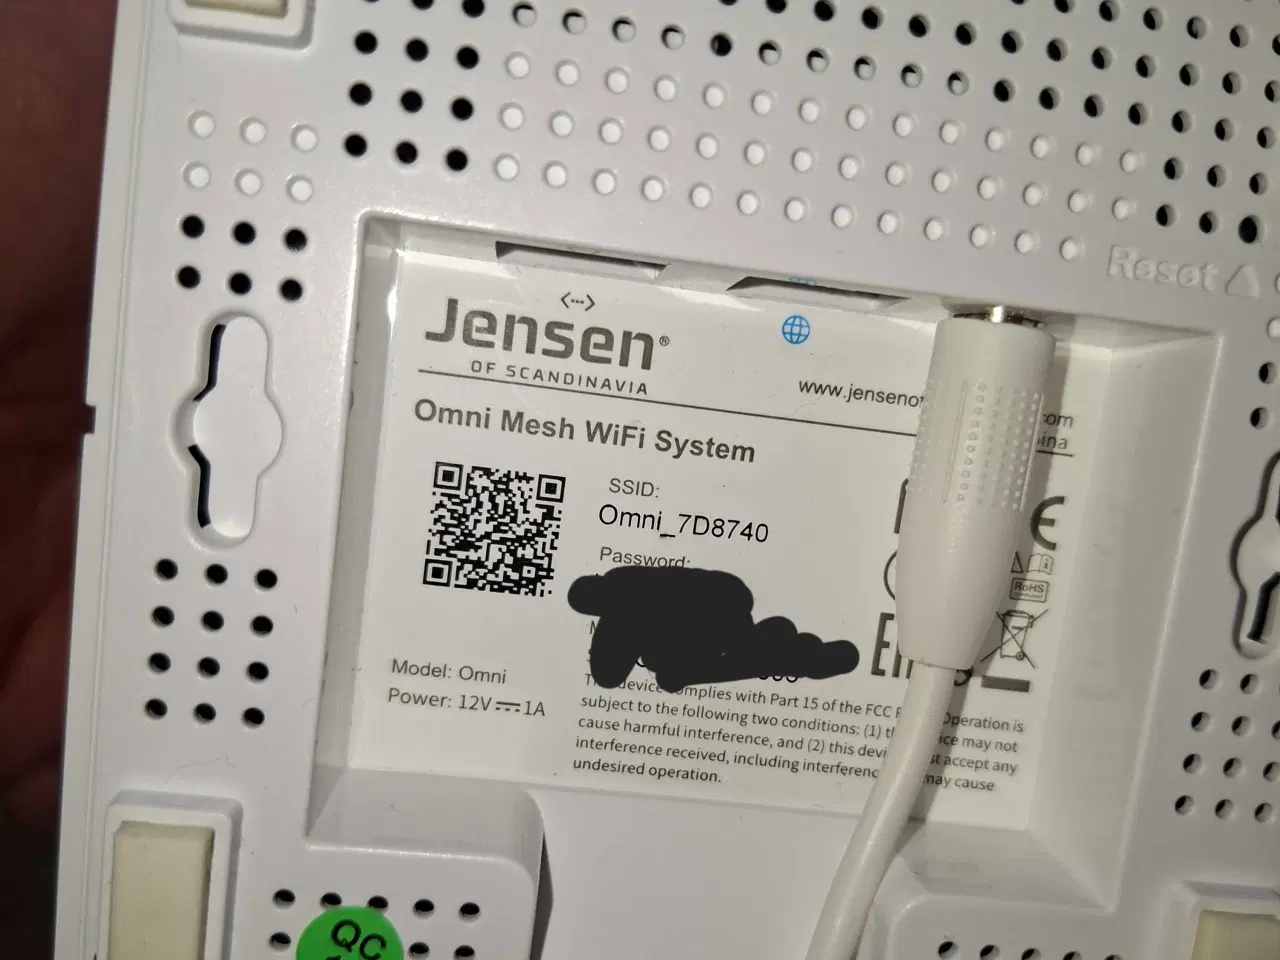 Reset
Jensen®
OF SCANDINAVIA
www.jenseno
com
ina
Omni Mesh WiFi System
SSID:
Omni_7D8740
Password:
RoHS
Model: Omni
Power: 12V⎓1A
device complies with Part 15 of the FCC Operation is
subject to the following two conditions: (1) ice may not
cause harmful interference, and (2) this devi st accept any
interference received, including interferenc may cause
undesired operation.
QC